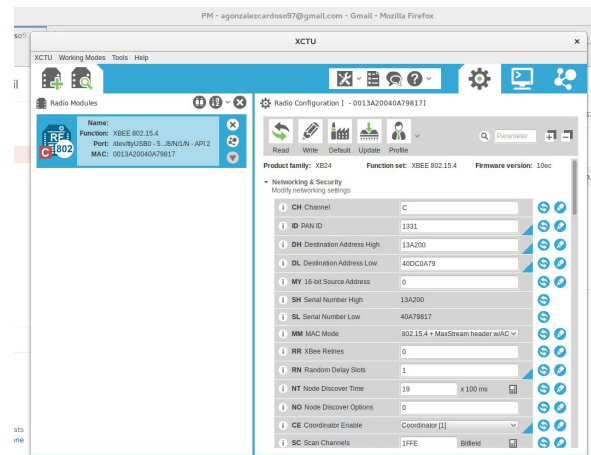 PM - agonzalezcardoso97@gmail.com - Gmail - Mozilla Firefox
XCTU
XCTU Working Modes Tools Help
Radio Modules
Radio Configuration [ - 0013A20040A79817]
Name:
Function: XBEE 802.15.4
Port: /dev/ttyUSB0 - 5.../8/N/1/N - API 2
MAC: 0013A20040A79817
RE
802
C
Read Write Default Update Profile
Parameter
Product family: XB24 Function set: XBEE 802.15.4 Firmware version: 10ec
Networking & Security
Modify networking settings
i CH Channel C
i ID PAN ID 1331
i DH Destination Address High 13A200
i DL Destination Address Low 40DC0A79
i MY 16-bit Source Address 0
i SH Serial Number High 13A200
i SL Serial Number Low 40A79817
i MM MAC Mode 802.15.4 + MaxStream header w/AC
i RR XBee Retries 0
i RN Random Delay Slots 1
i NT Node Discover Time 19 x 100 ms
i NO Node Discover Options 0
i CE Coordinator Enable Coordinator [1]
i SC Scan Channels 1FFE Bitfield